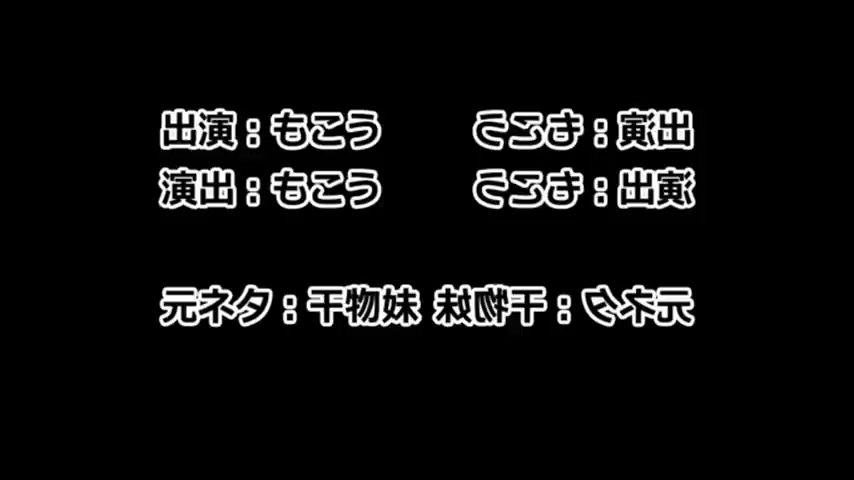 出演：もこう うこも：演出
演出：もこう うこも：出演
元ネタ：干物妹 妹物干：タネ元